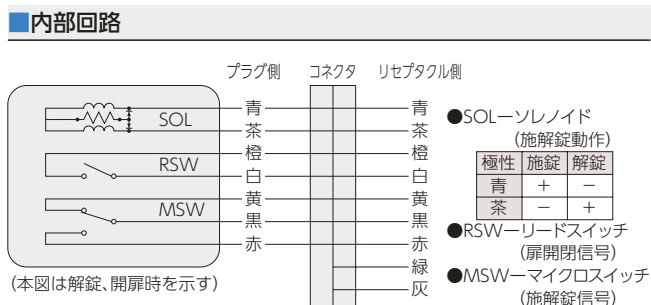 ■内部回路
プラグ側 コネクタ リセプタクル側
SOL
RSW
MSW
青
茶
橙
白
黄
黒
赤
青
茶
橙
白
黄
黒
赤
緑
灰
(本図は解錠、開扉時を示す)
●SOLーソレノイド
(施解錠動作)
極性 施錠 解錠
青 + −
茶 − +
●RSWーリードスイッチ
(扉開閉信号)
●MSWーマイクロスイッチ
(施解錠信号)